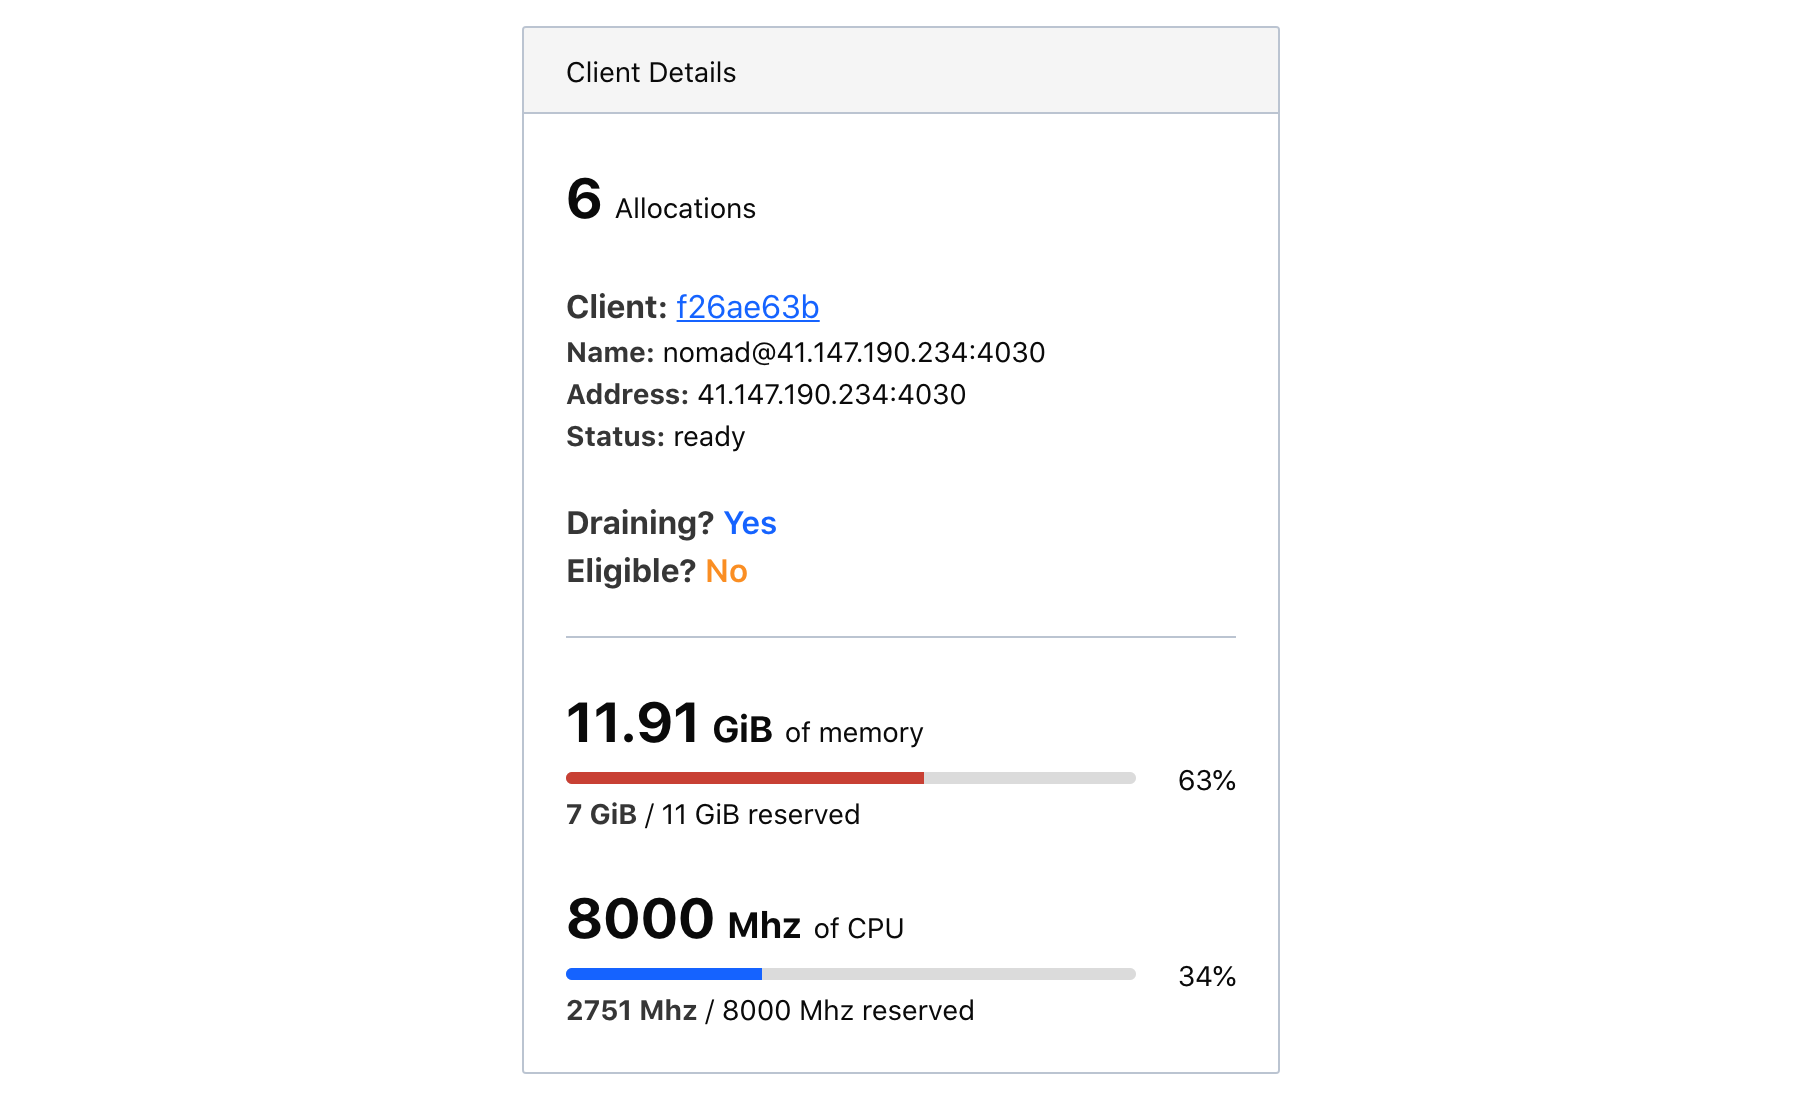 Client Details
6 Allocations
Client: f26ae63b
Name: nomad@41.147.190.234:4030
Address: 41.147.190.234:4030
Status: ready
Draining? Yes
Eligible? No
11.91 GiB of memory
63%
7 GiB / 11 GiB reserved
8000 Mhz of CPU
34%
2751 Mhz / 8000 Mhz reserved